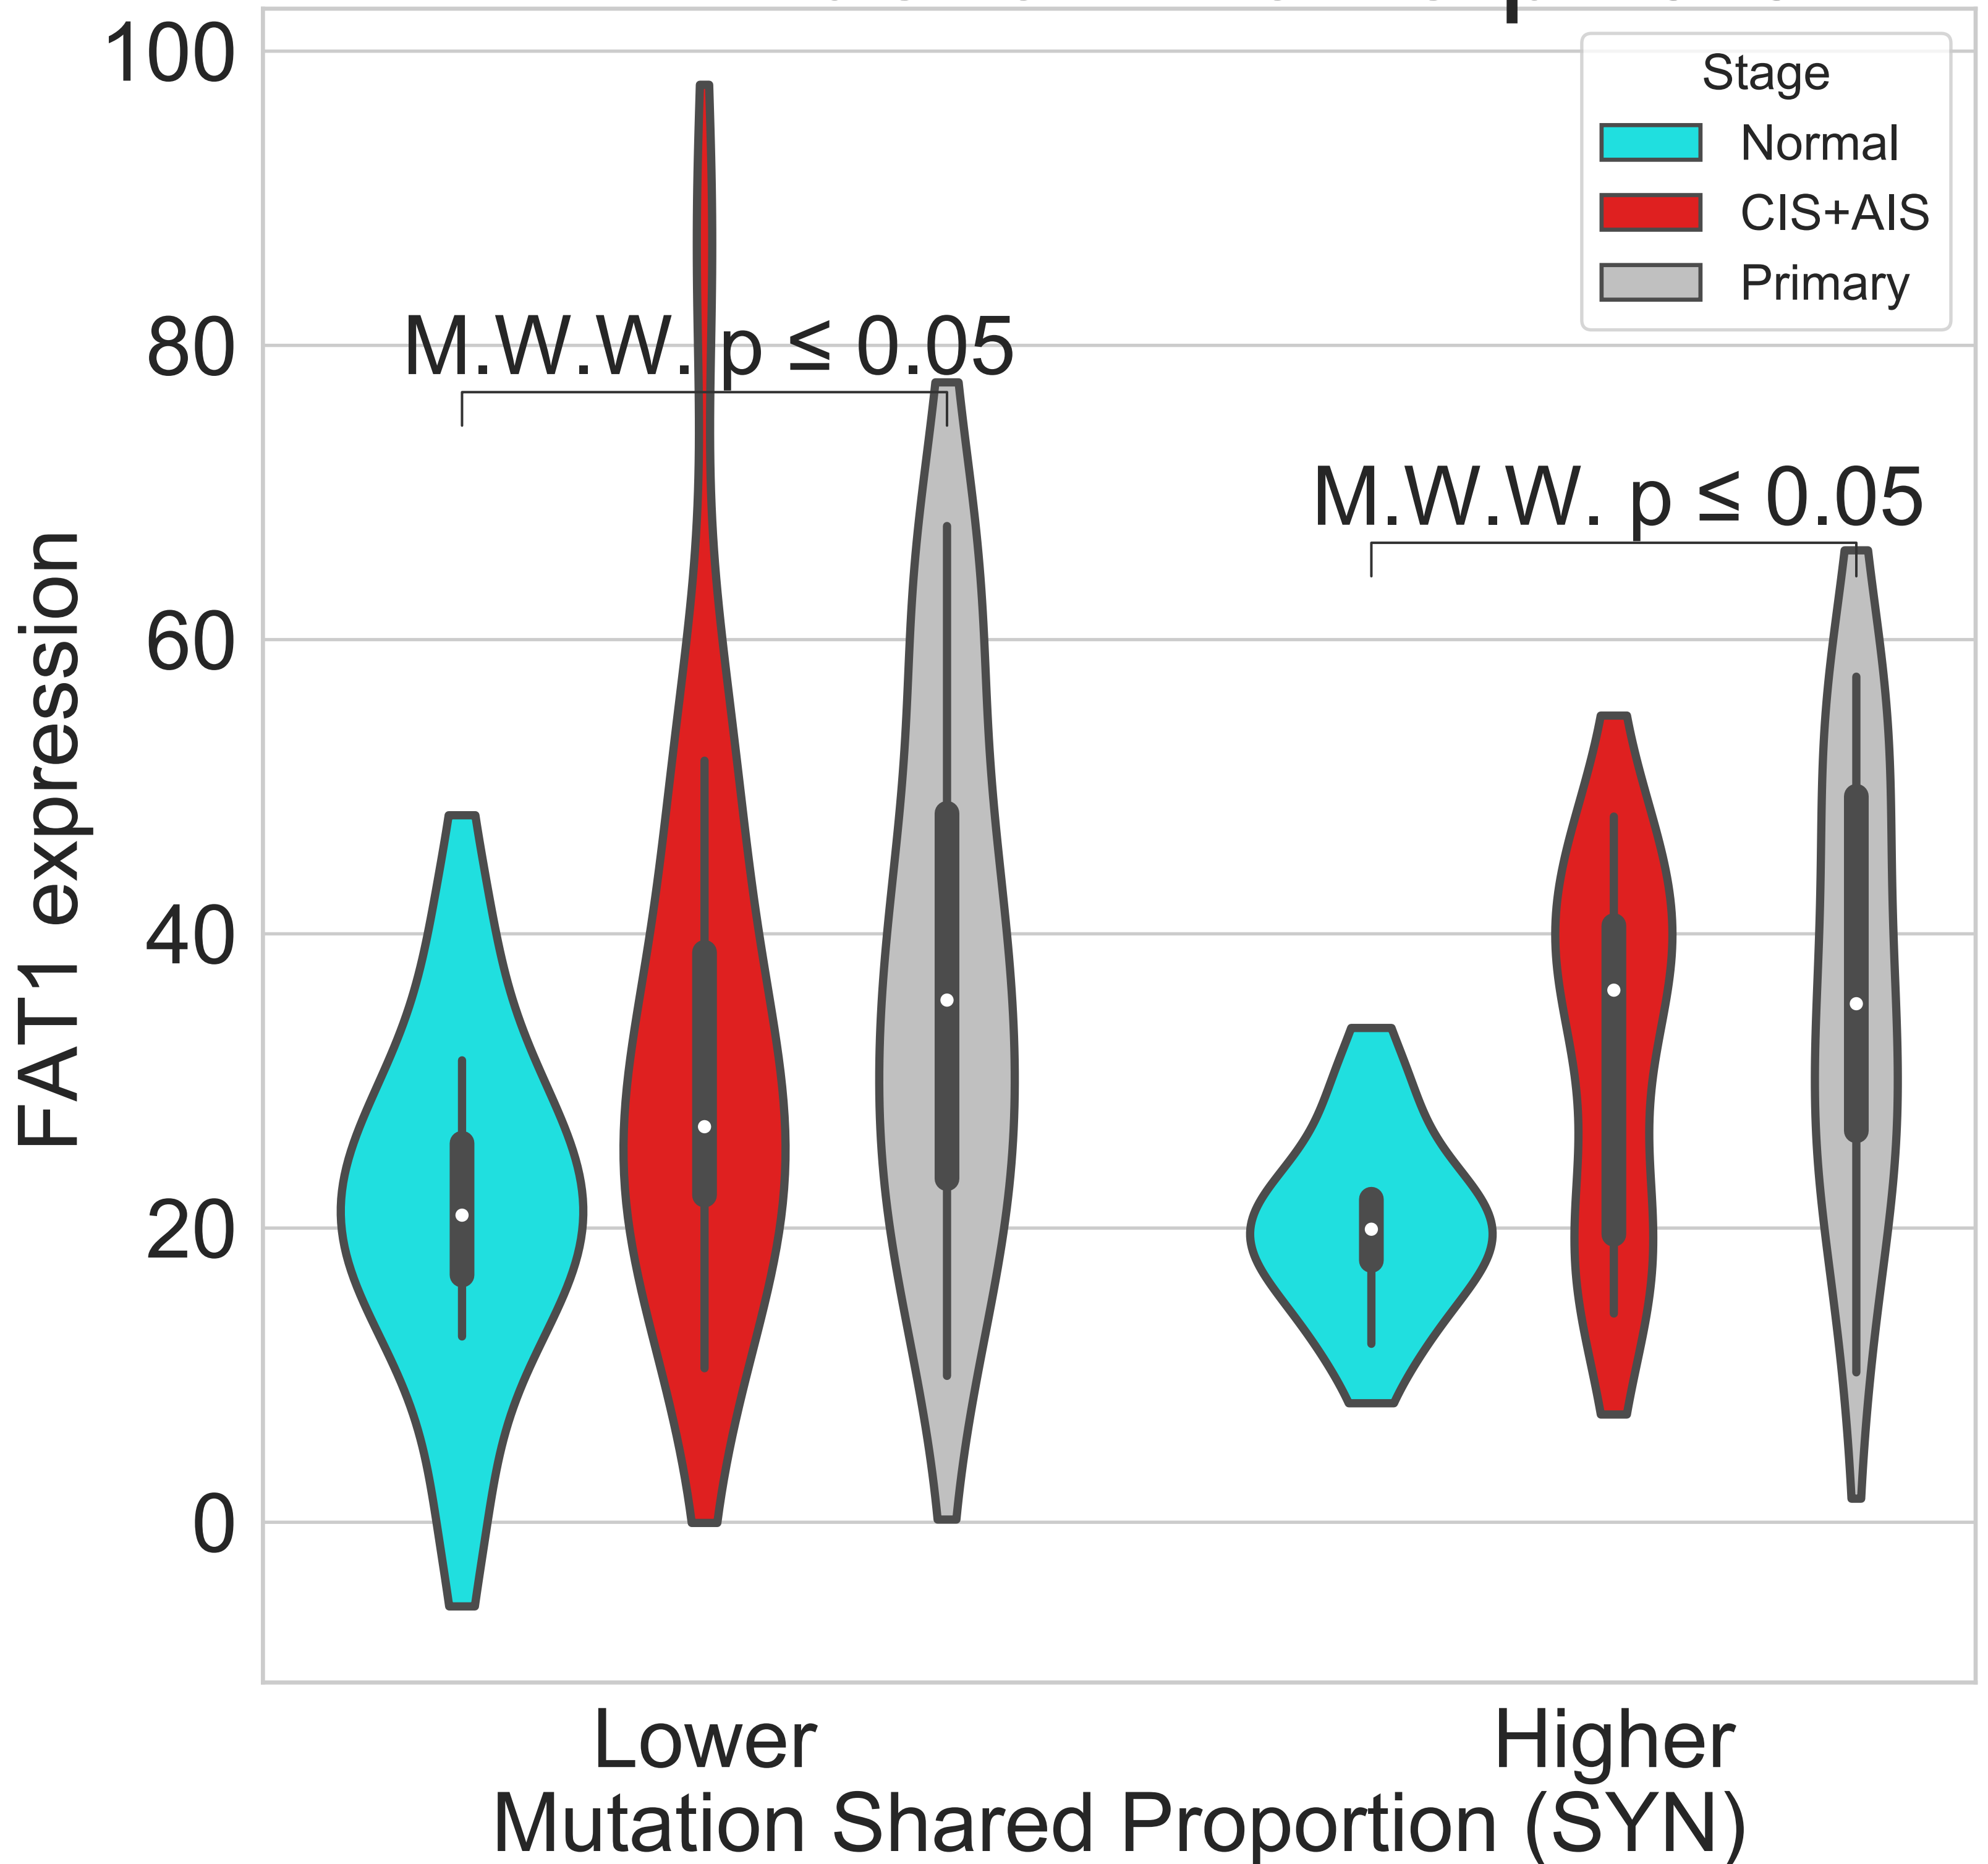 100
80
60
40
20
0
FAT1 expression
M.W.W. p ≤ 0.05
M.W.W. p ≤ 0.05
Stage
Normal
CIS+AIS
Primary
Lower
Higher
Mutation Shared Proportion (SYN)